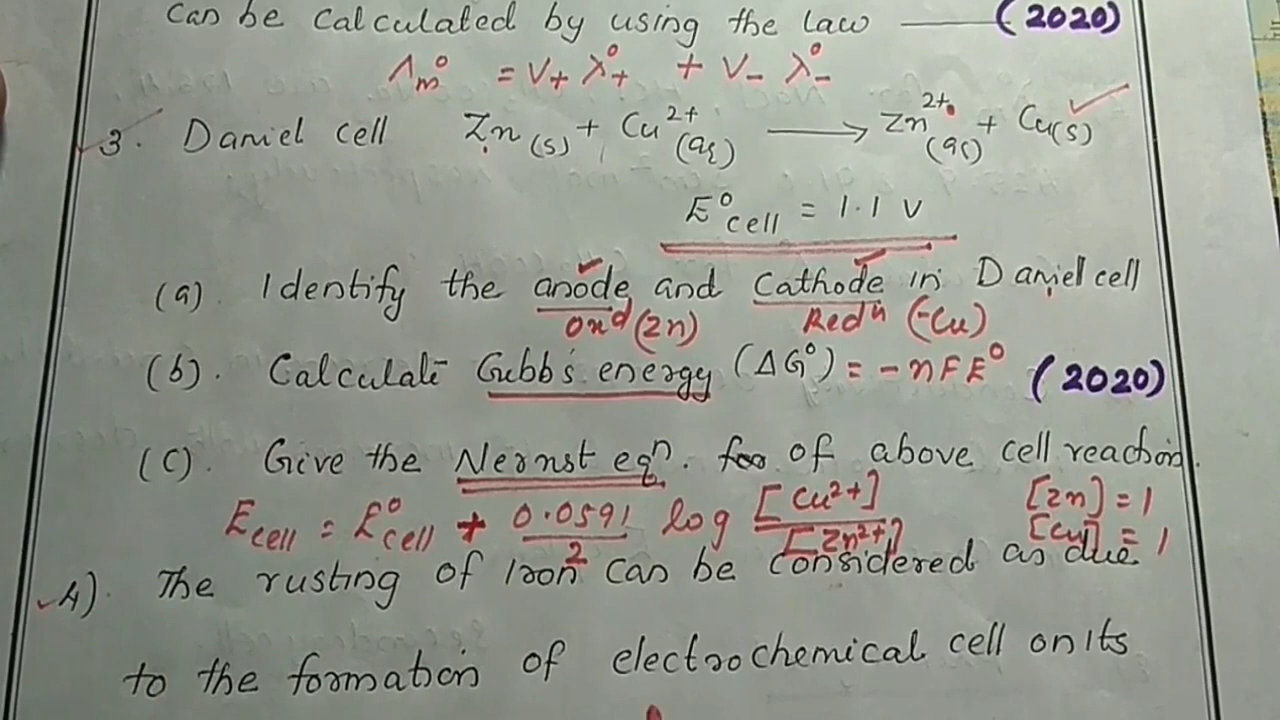 can be calculated by using the law —— (2020)
Λm° = ν+ λ°+ + ν− λ°−
3. Daniel cell Zn (s) + Cu²⁺ (aq) ⟶ Zn²⁺ (aq) + Cu(s)
E°cell = 1.1 V
(a). Identify the anode and Cathode in Daniel cell
Oxd (Zn) Redn (-Cu)
(b). Calculate Gibb's energy (ΔG°) = -nFE° (2020)
(C). Give the Nernst eqn. for of above cell reaction.
Ecell = E°cell + 0.0591/2 log [Cu²⁺]/[Zn²⁺] [Zn] = 1
[Cu] = 1
4). The rusting of Iron can be considered as due
to the formation of electrochemical cell on its